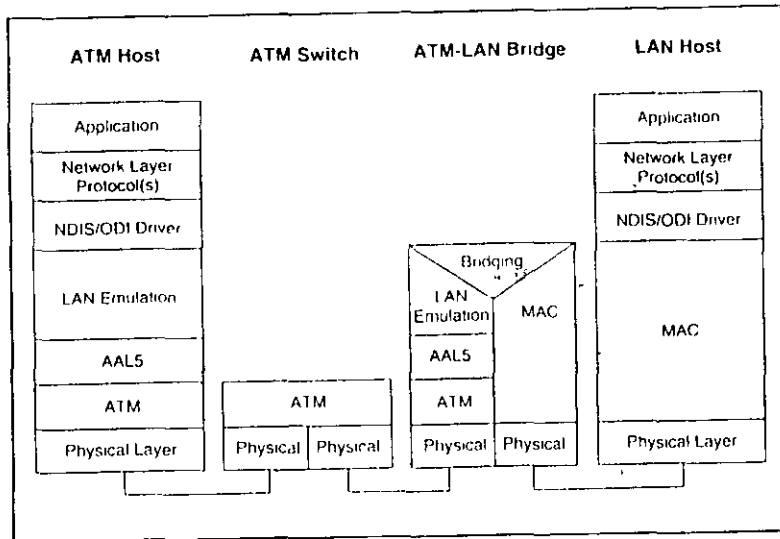 ATM Host
ATM Switch
ATM-LAN Bridge
LAN Host
Application
Network Layer
Protocol(s)
NDIS/ODI Driver
LAN Emulation
AAL5
ATM
Physical Layer
ATM
Physical
Physical
Bridging
LAN
Emulation
MAC
AAL5
ATM
Physical
Physical
Application
Network Layer
Protocol(s)
NDIS/ODI Driver
MAC
Physical Layer